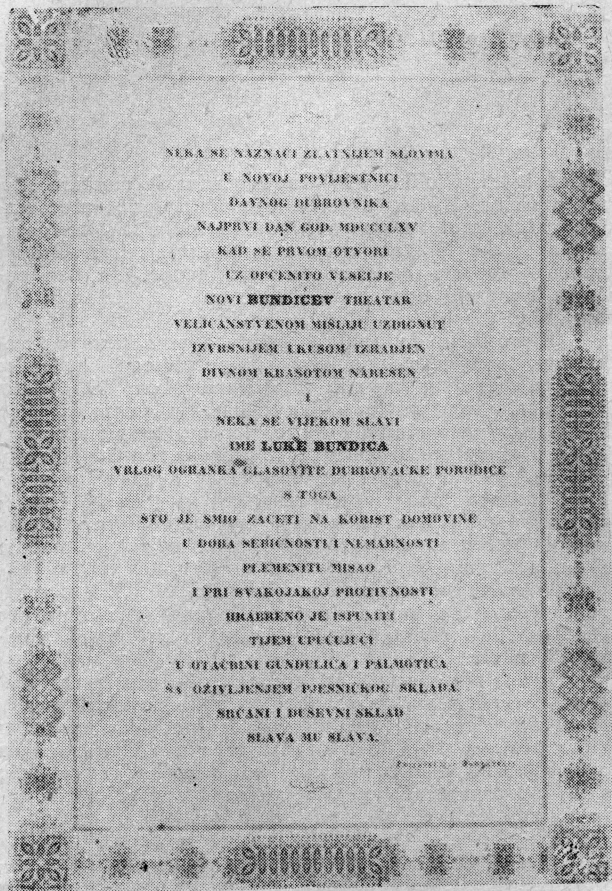 NEKA SE NAZNAČI ZLATNIJEM SLOVIMA
U NOVOJ POVIJESTNICI
DAVNOG DUBROVNIKA
NAJPRVI DAN GOD. MDCCCLXV
KAD SE PRVOM OTVORI
UZ OPĆENITO VESELJE
NOVI BUNDIĆEV THEATAR
VELIČANSTVENOM MIŠLIJU UZDIGNUT
IZVRSNIJEM UKUSOM IZRADJEN
DIVNOM KRASOTOM NAREŠEN
I
NEKA SE VIJEKOM SLAVI
IME LUKE BUNDIĆA
VRLOG OGRANKA GLASOVITE DUBROVAČKE PORODICE
S TOGA
ŠTO JE SMIO ZAČETI NA KORIST DOMOVINE
U DOBA SEBIČNOSTI I NEMARNOSTI
PLEMENITU MISAO
I PRI SVAKOJAKOJ PROTIVNOSTI
HRABRENO JE ISPUNITI
TIJEM UPUĆUJUĆI
U OTAČBINI GUNDULIĆA I PALMOTIĆA
SA OŽIVLJENJEM PJESNIČKOG SKLADA
SRČANI I DUŠEVNI SKLAD
SLAVA MU SLAVA.